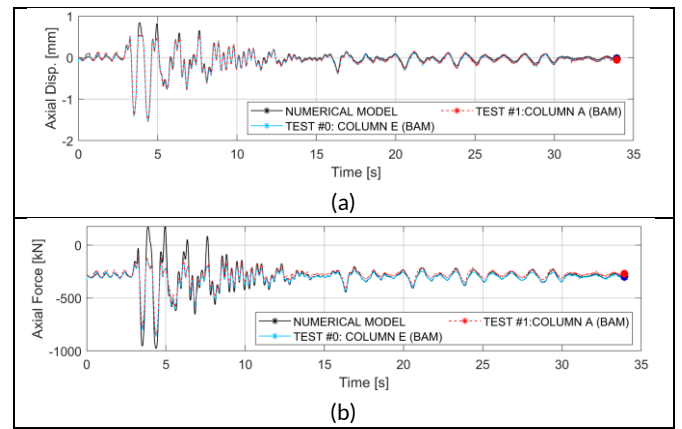 1
0
-1
-2
Axial Disp. [mm]
NUMERICAL MODEL
TEST #1:COLUMN A (BAM)
TEST #0: COLUMN E (BAM)
0 5 10 15 20 25 30 35
Time [s]
(a)
0
-500
-1000
Axial Force [kN]
NUMERICAL MODEL
TEST #1:COLUMN A (BAM)
TEST #0: COLUMN E (BAM)
0 5 10 15 20 25 30 35
Time [s]
(b)